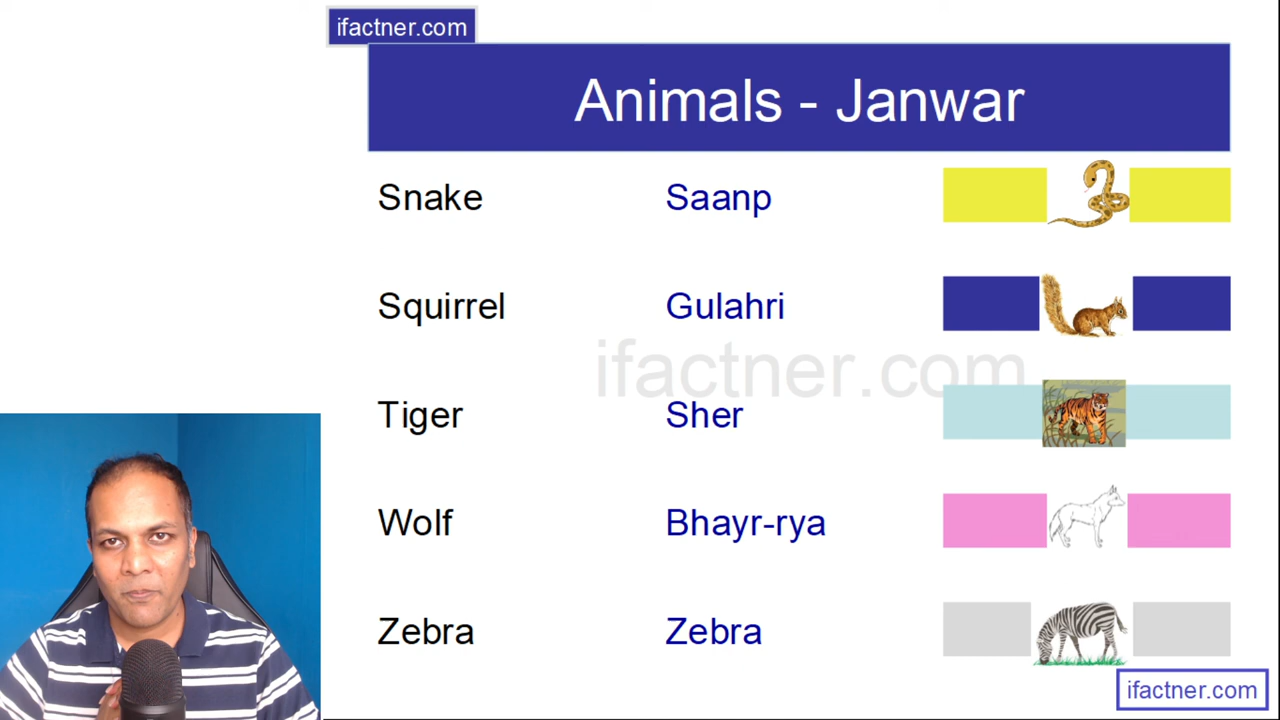 ifactner.com
Animals - Janwar
Snake Saanp
Squirrel Gulahri
ifactner.com
Tiger Sher
Wolf Bhayr-rya
Zebra Zebra
ifactner.com